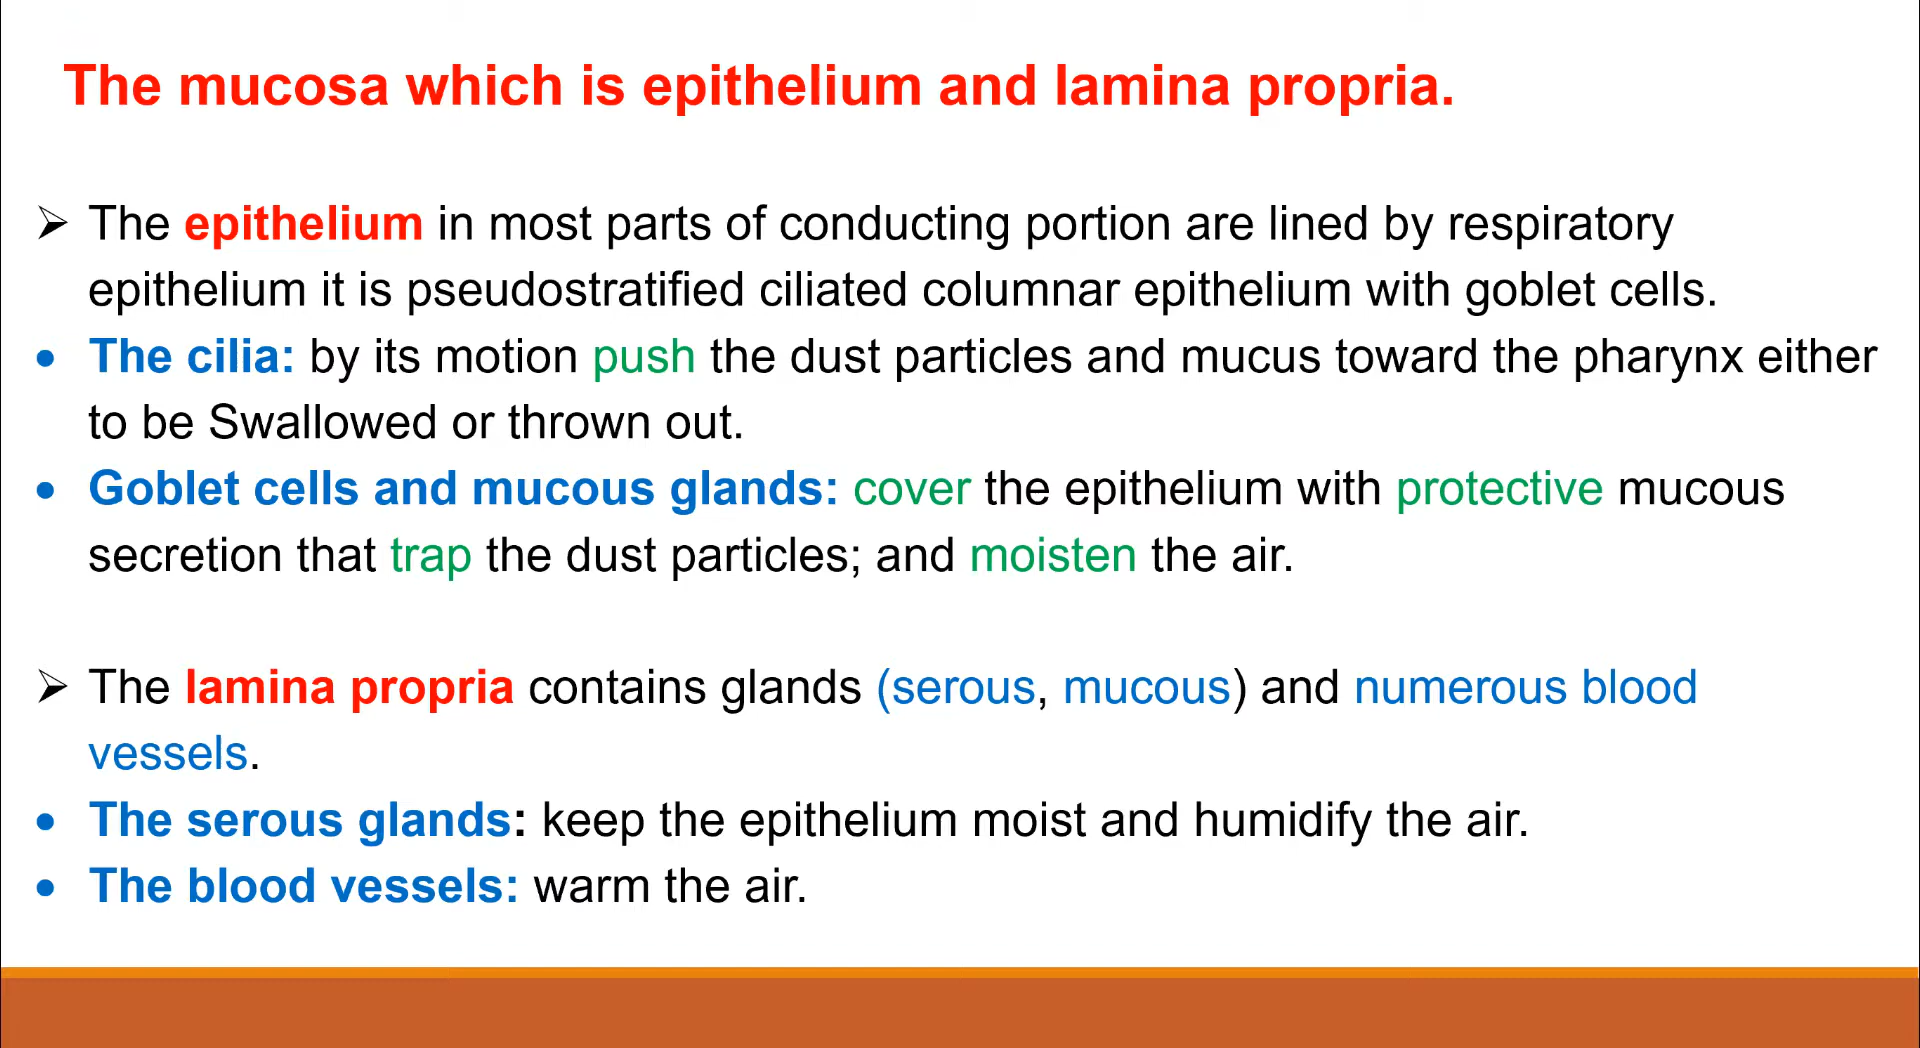 The mucosa which is epithelium and lamina propria.
➢ The epithelium in most parts of conducting portion are lined by respiratory
epithelium it is pseudostratified ciliated columnar epithelium with goblet cells.
• The cilia: by its motion push the dust particles and mucus toward the pharynx either
to be Swallowed or thrown out.
• Goblet cells and mucous glands: cover the epithelium with protective mucous
secretion that trap the dust particles; and moisten the air.
➢ The lamina propria contains glands (serous, mucous) and numerous blood
vessels.
• The serous glands: keep the epithelium moist and humidify the air.
• The blood vessels: warm the air.